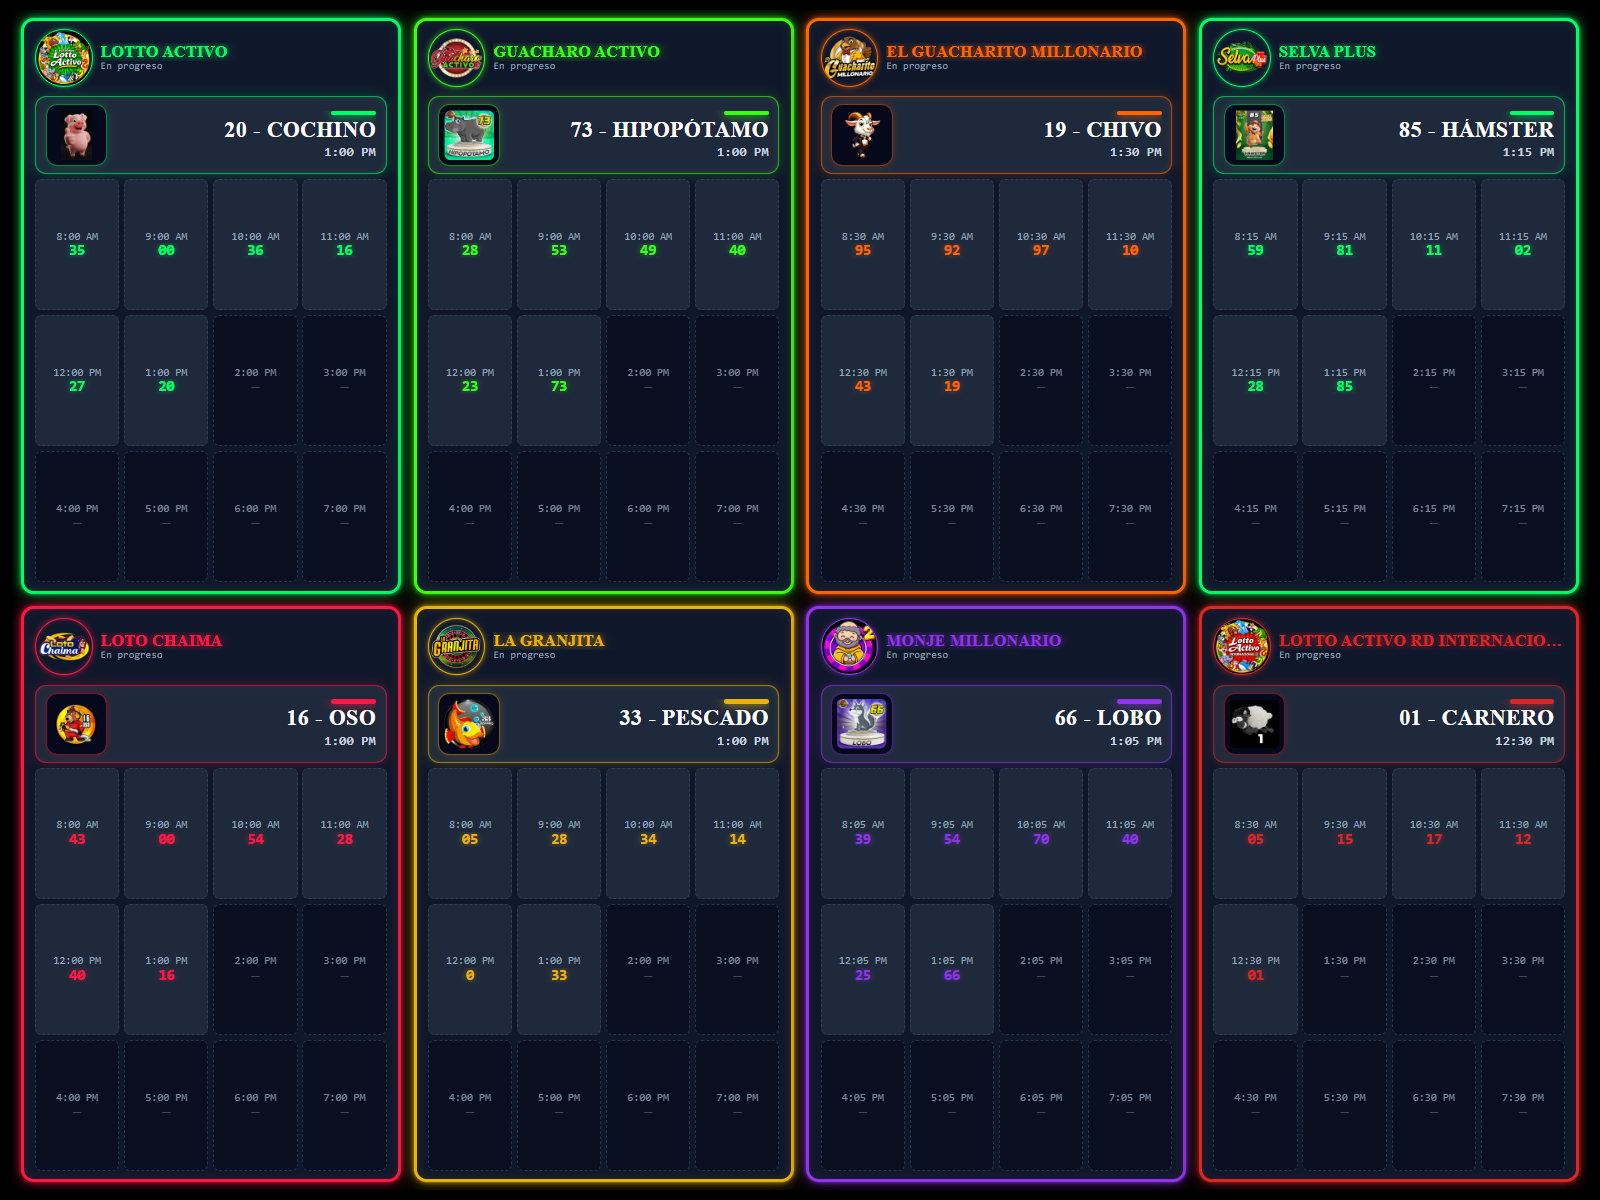 LOTTO ACTIVO
En progreso
20 - COCHINO
1:00 PM
8:00 AM 9:00 AM 10:00 AM 11:00 AM
35 00 36 16
12:00 PM 1:00 PM 2:00 PM 3:00 PM
27 20 — —
4:00 PM 5:00 PM 6:00 PM 7:00 PM
— — — —
GUACHARO ACTIVO
En progreso
73
HIPOPOTAMO
73 - HIPOPÓTAMO
1:00 PM
8:00 AM 9:00 AM 10:00 AM 11:00 AM
28 53 49 40
12:00 PM 1:00 PM 2:00 PM 3:00 PM
23 73 — —
4:00 PM 5:00 PM 6:00 PM 7:00 PM
— — — —
Guacharito
MILLONARIO
EL GUACHARITO MILLONARIO
En progreso
19 - CHIVO
1:30 PM
8:30 AM 9:30 AM 10:30 AM 11:30 AM
95 92 97 10
12:30 PM 1:30 PM 2:30 PM 3:30 PM
43 19 — —
4:30 PM 5:30 PM 6:30 PM 7:30 PM
— — — —
Selva Plus
SELVA PLUS
En progreso
85
85 - HÁMSTER
1:15 PM
8:15 AM 9:15 AM 10:15 AM 11:15 AM
59 81 11 02
12:15 PM 1:15 PM 2:15 PM 3:15 PM
28 85 — —
4:15 PM 5:15 PM 6:15 PM 7:15 PM
— — — —
Loto
Chaima
LOTO CHAIMA
En progreso
16 - OSO
1:00 PM
8:00 AM 9:00 AM 10:00 AM 11:00 AM
43 00 54 28
12:00 PM 1:00 PM 2:00 PM 3:00 PM
40 16 — —
4:00 PM 5:00 PM 6:00 PM 7:00 PM
— — — —
GRANJITA
LA GRANJITA
En progreso
33
33 - PESCADO
1:00 PM
8:00 AM 9:00 AM 10:00 AM 11:00 AM
05 28 34 14
12:00 PM 1:00 PM 2:00 PM 3:00 PM
0 33 — —
4:00 PM 5:00 PM 6:00 PM 7:00 PM
— — — —
MONJE MILLONARIO
En progreso
66
LOBO
66 - LOBO
1:05 PM
8:05 AM 9:05 AM 10:05 AM 11:05 AM
39 54 70 40
12:05 PM 1:05 PM 2:05 PM 3:05 PM
25 66 — —
4:05 PM 5:05 PM 6:05 PM 7:05 PM
— — — —
Lotto
Activo
LOTTO ACTIVO RD INTERNACIO...
En progreso
1
01 - CARNERO
12:30 PM
8:30 AM 9:30 AM 10:30 AM 11:30 AM
05 15 17 12
12:30 PM 1:30 PM 2:30 PM 3:30 PM
01 — — —
4:30 PM 5:30 PM 6:30 PM 7:30 PM
— — — —